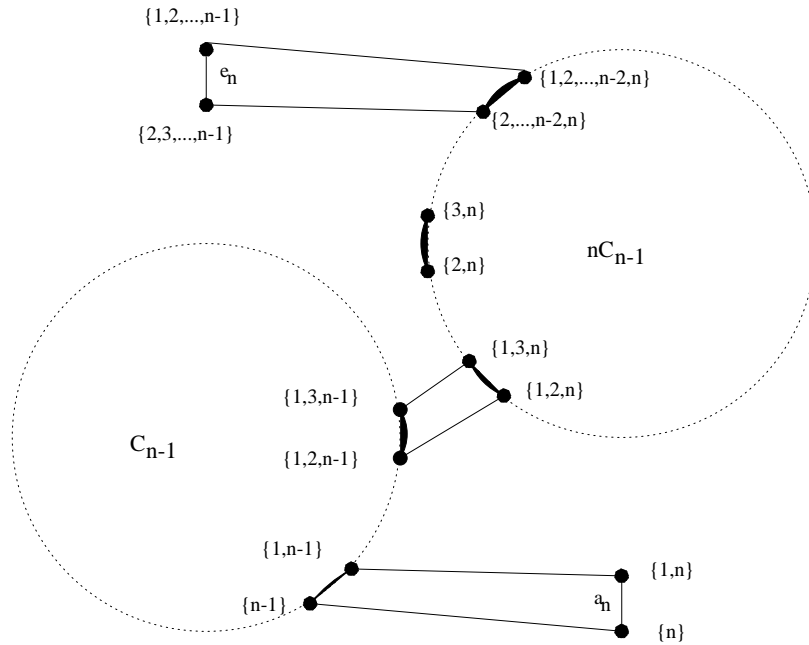 {1,2,...,n-1}
e_n
{1,2,...,n-2,n}
{2,3,...,n-1}
{2,...,n-2,n}
{3,n}
nC_{n-1}
{2,n}
{1,3,n}
{1,3,n-1}
{1,2,n}
C_{n-1}
{1,2,n-1}
{1,n-1}
{1,n}
a_n
{n-1}
{n}